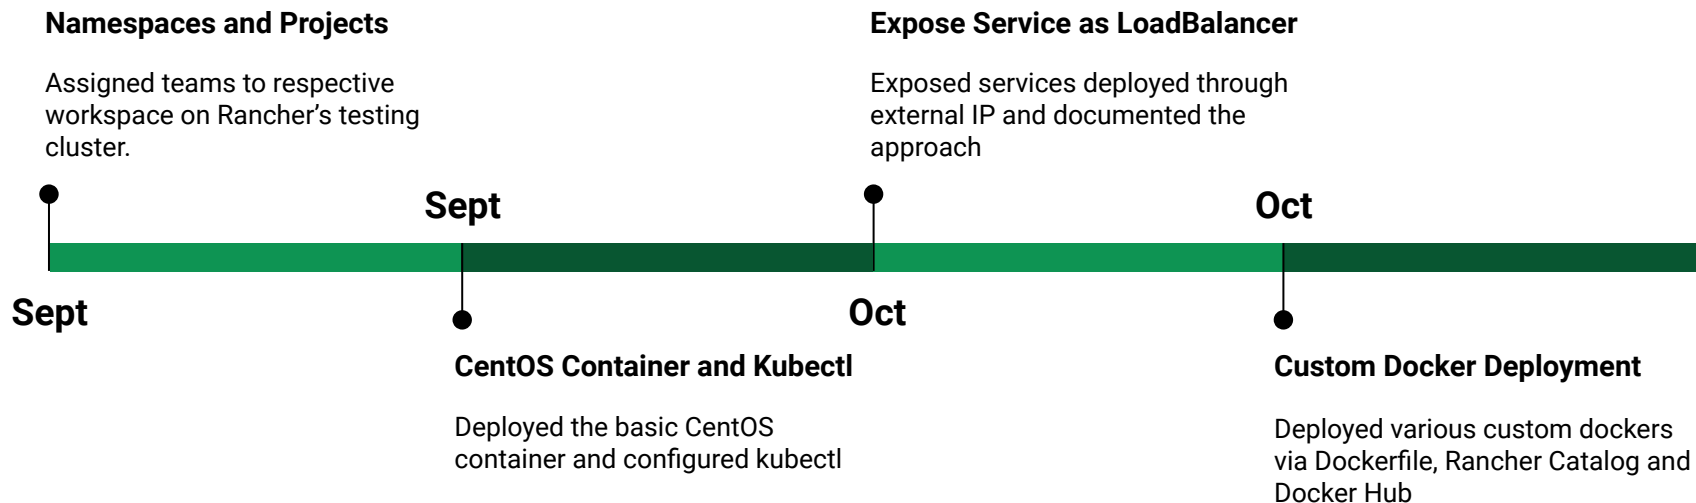 Namespaces and Projects
Assigned teams to respective
workspace on Rancher's testing
cluster.
Sept
Sept
CentOS Container and Kubectl
Deployed the basic CentOS
container and configured kubectl
Expose Service as LoadBalancer
Exposed services deployed through
external IP and documented the
approach
Oct
Oct
Custom Docker Deployment
Deployed various custom dockers
via Dockerfile, Rancher Catalog and
Docker Hub